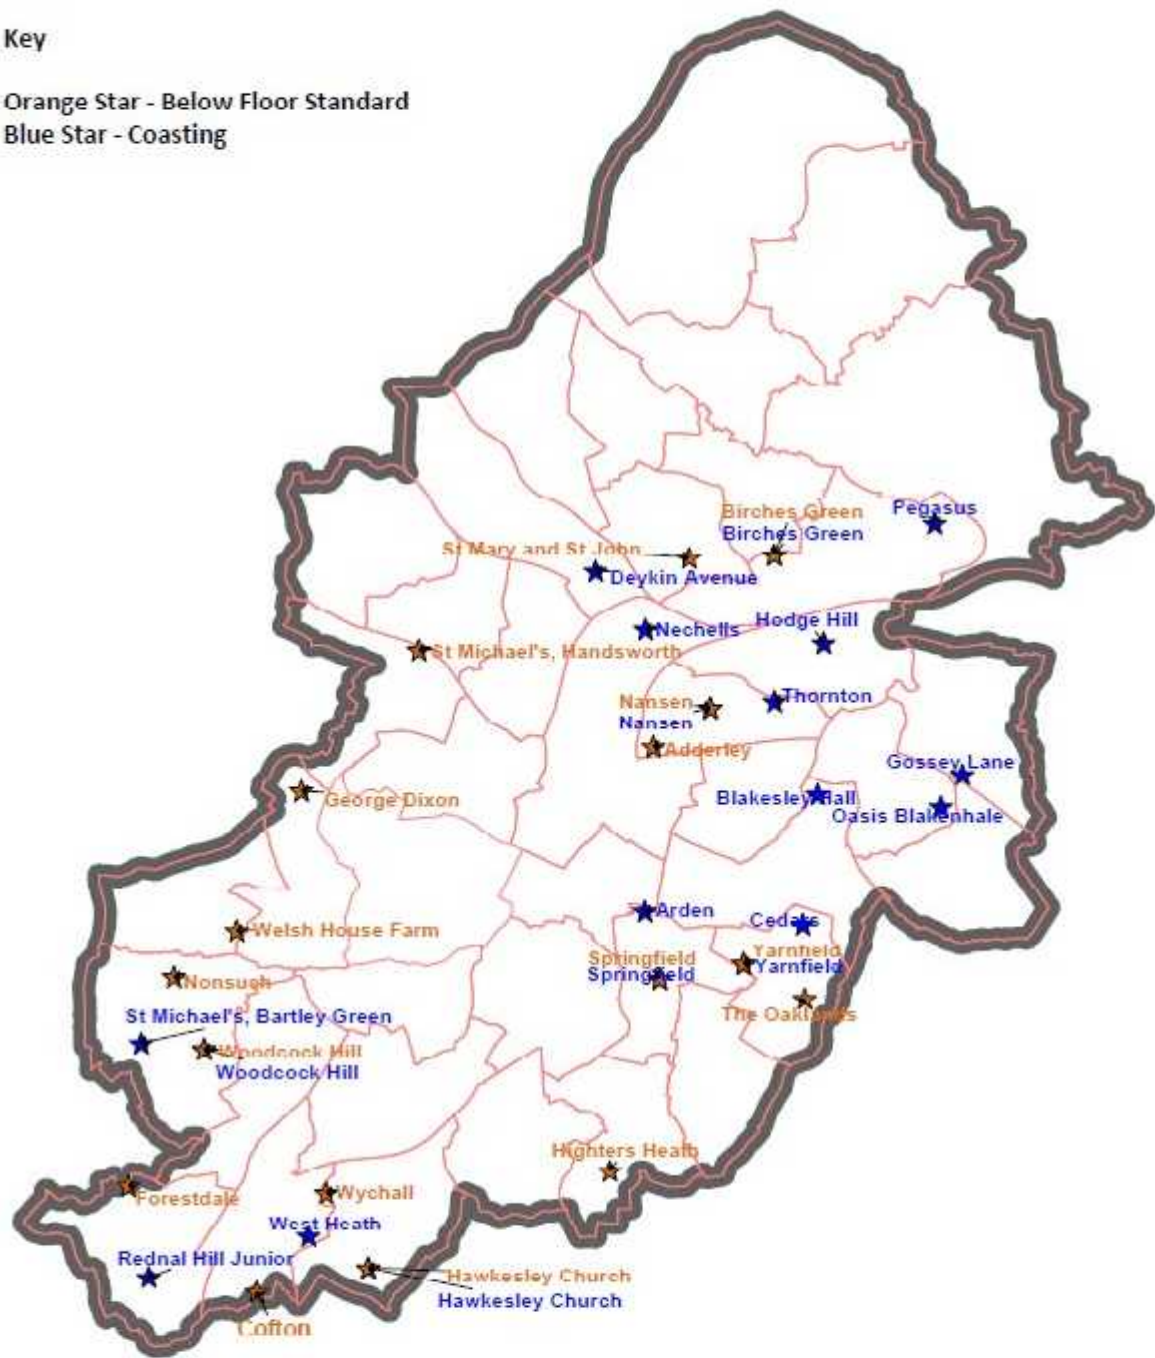 Key
Orange Star - Below Floor Standard
Blue Star - Coasting
Pegasus
Birches Green
Birches Green
St Mary and St John
Deykin Avenue
Hodge Hill
Nechells
St Michael's, Handsworth
Nansen
Nansen
Thornton
Adderley
Gossey Lane
Blakesley Hall
George Dixon
Oasis Blakenhale
Arden
Cedars
Welsh House Farm
Yarnfield
Springfield
Yarnfield
Springfield
Nonsuch
The Oaklands
St Michael's, Bartley Green
Woodcock Hill
Woodcock Hill
Highters Heath
Wychall
Forestdale
West Heath
Rednal Hill Junior
Hawkesley Church
Hawkesley Church
Cofton